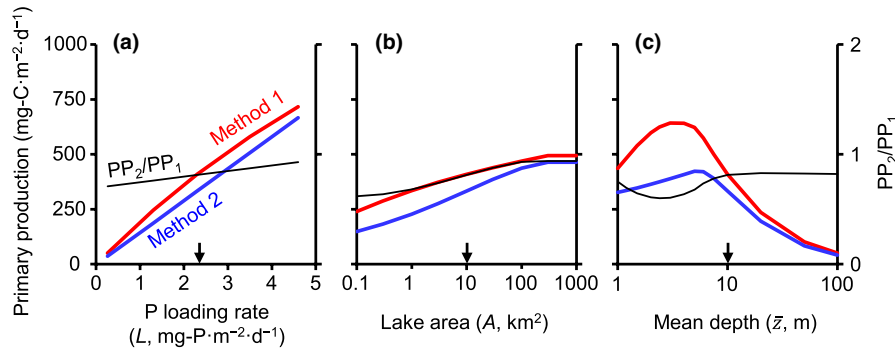 (a)
(b)
(c)
Primary production (mg-C·m⁻²·d⁻¹)
1000
750
500
250
0
Method 1
PP₂/PP₁
Method 2
0 1 2 3 4 5
P loading rate
(L, mg-P·m⁻²·d⁻¹)
0.1 1 10 100 1000
Lake area (A, km²)
1 10 100
Mean depth (z̄, m)
2
1
0
PP₂/PP₁